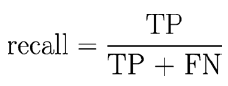 recall = TP / TP + FN